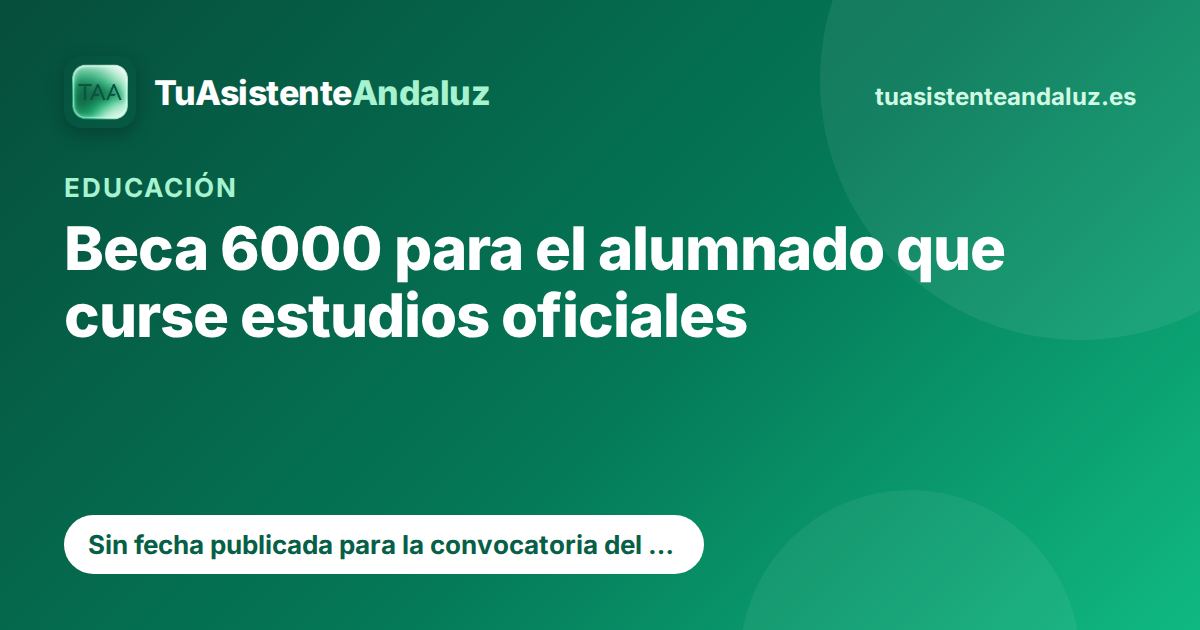 TAA
TuAsistenteAndaluz
tuasistenteandaluz.es
EDUCACIÓN
Beca 6000 para el alumnado que
curse estudios oficiales
Sin fecha publicada para la convocatoria del ...